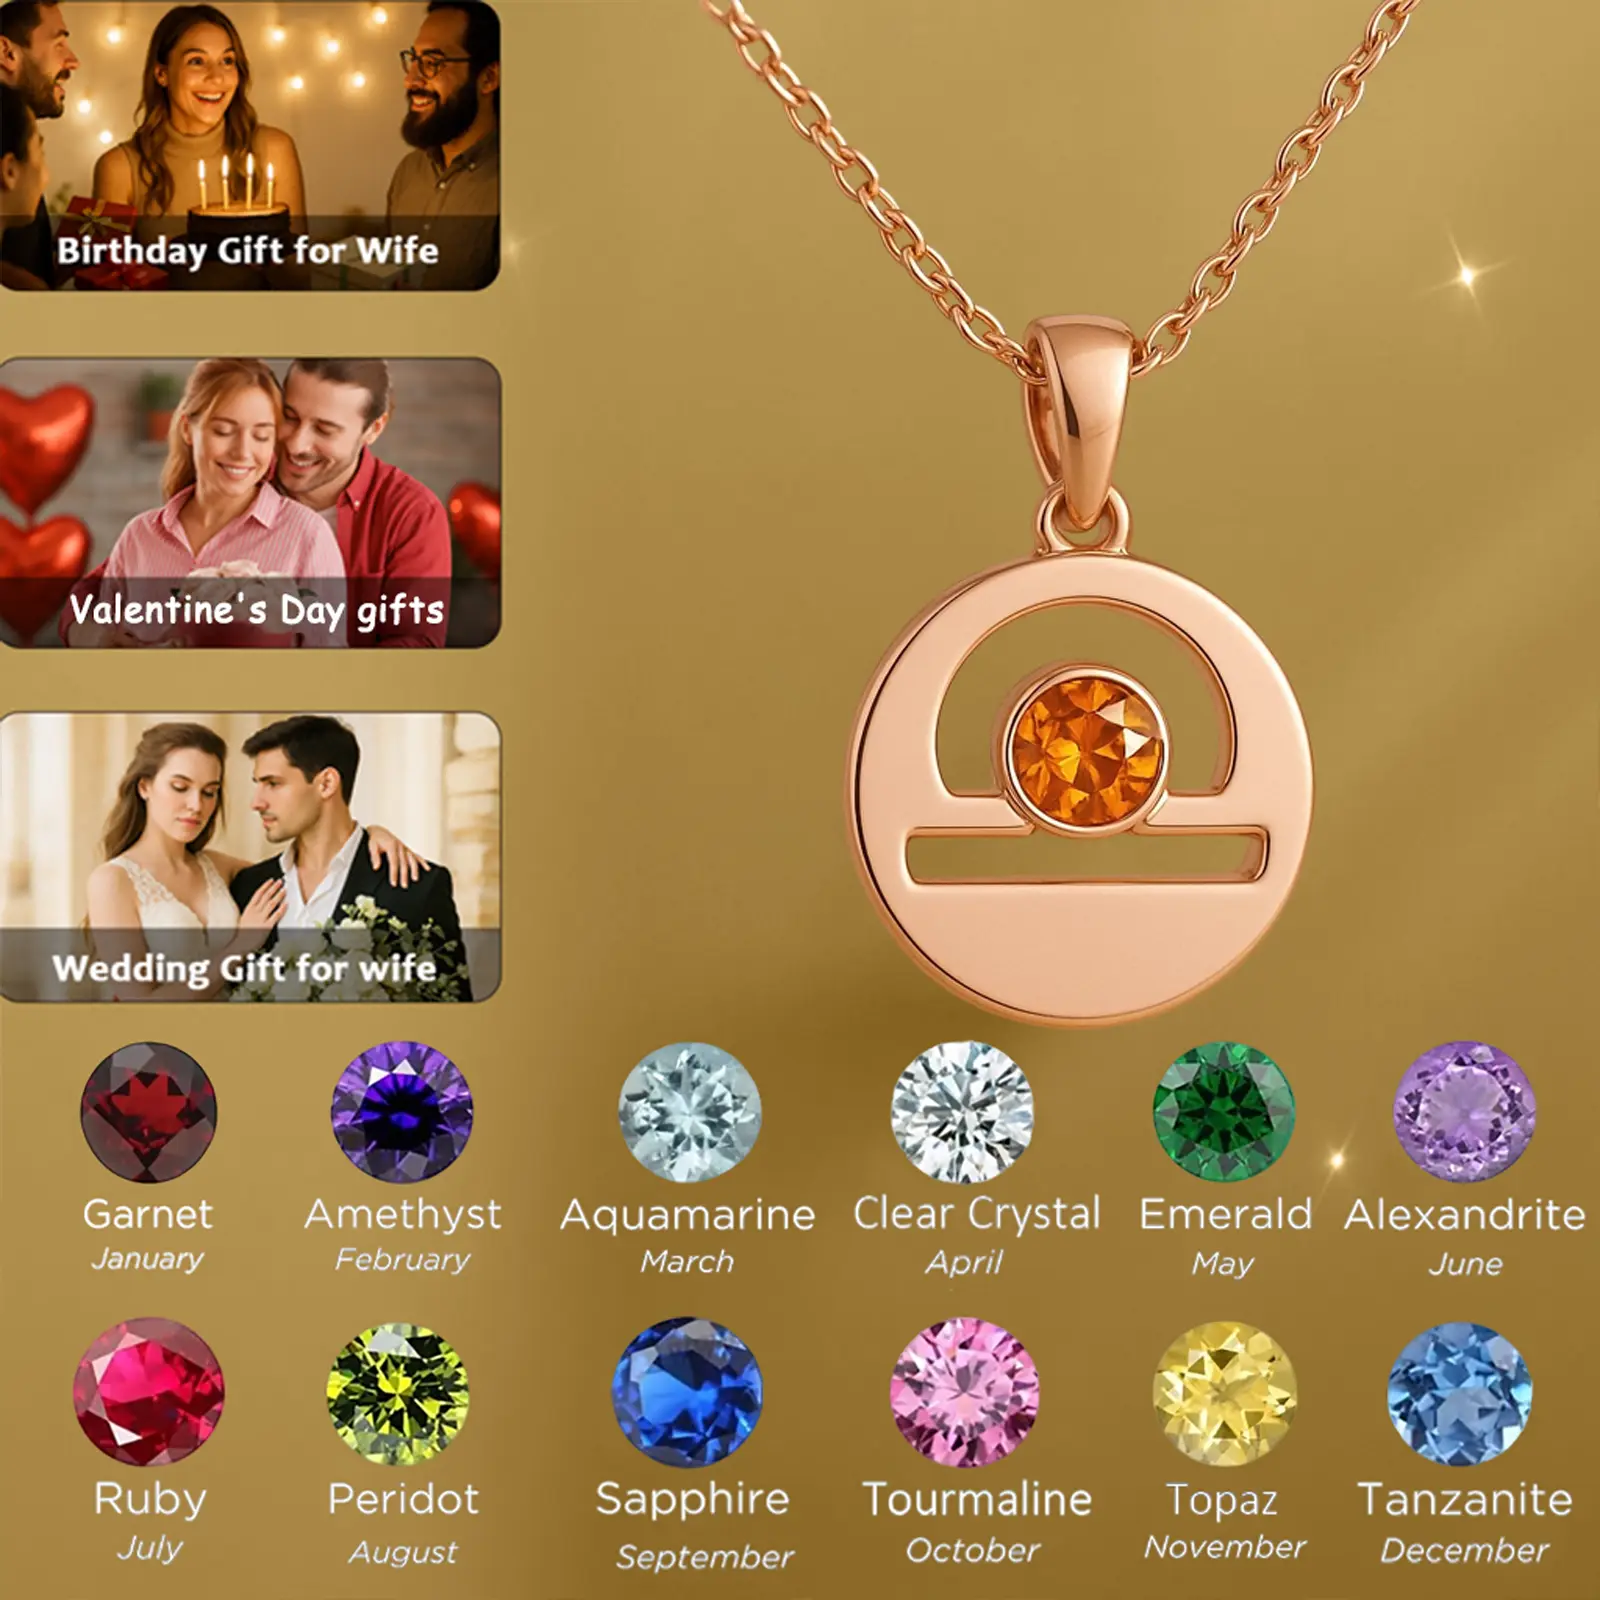 Birthday Gift for Wife
Valentine's Day gifts
Wedding Gift for wife
Garnet
January
Amethyst
February
Aquamarine
March
Clear Crystal
April
Emerald
May
Alexandrite
June
Ruby
July
Peridot
August
Sapphire
September
Tourmaline
October
Topaz
November
Tanzanite
December